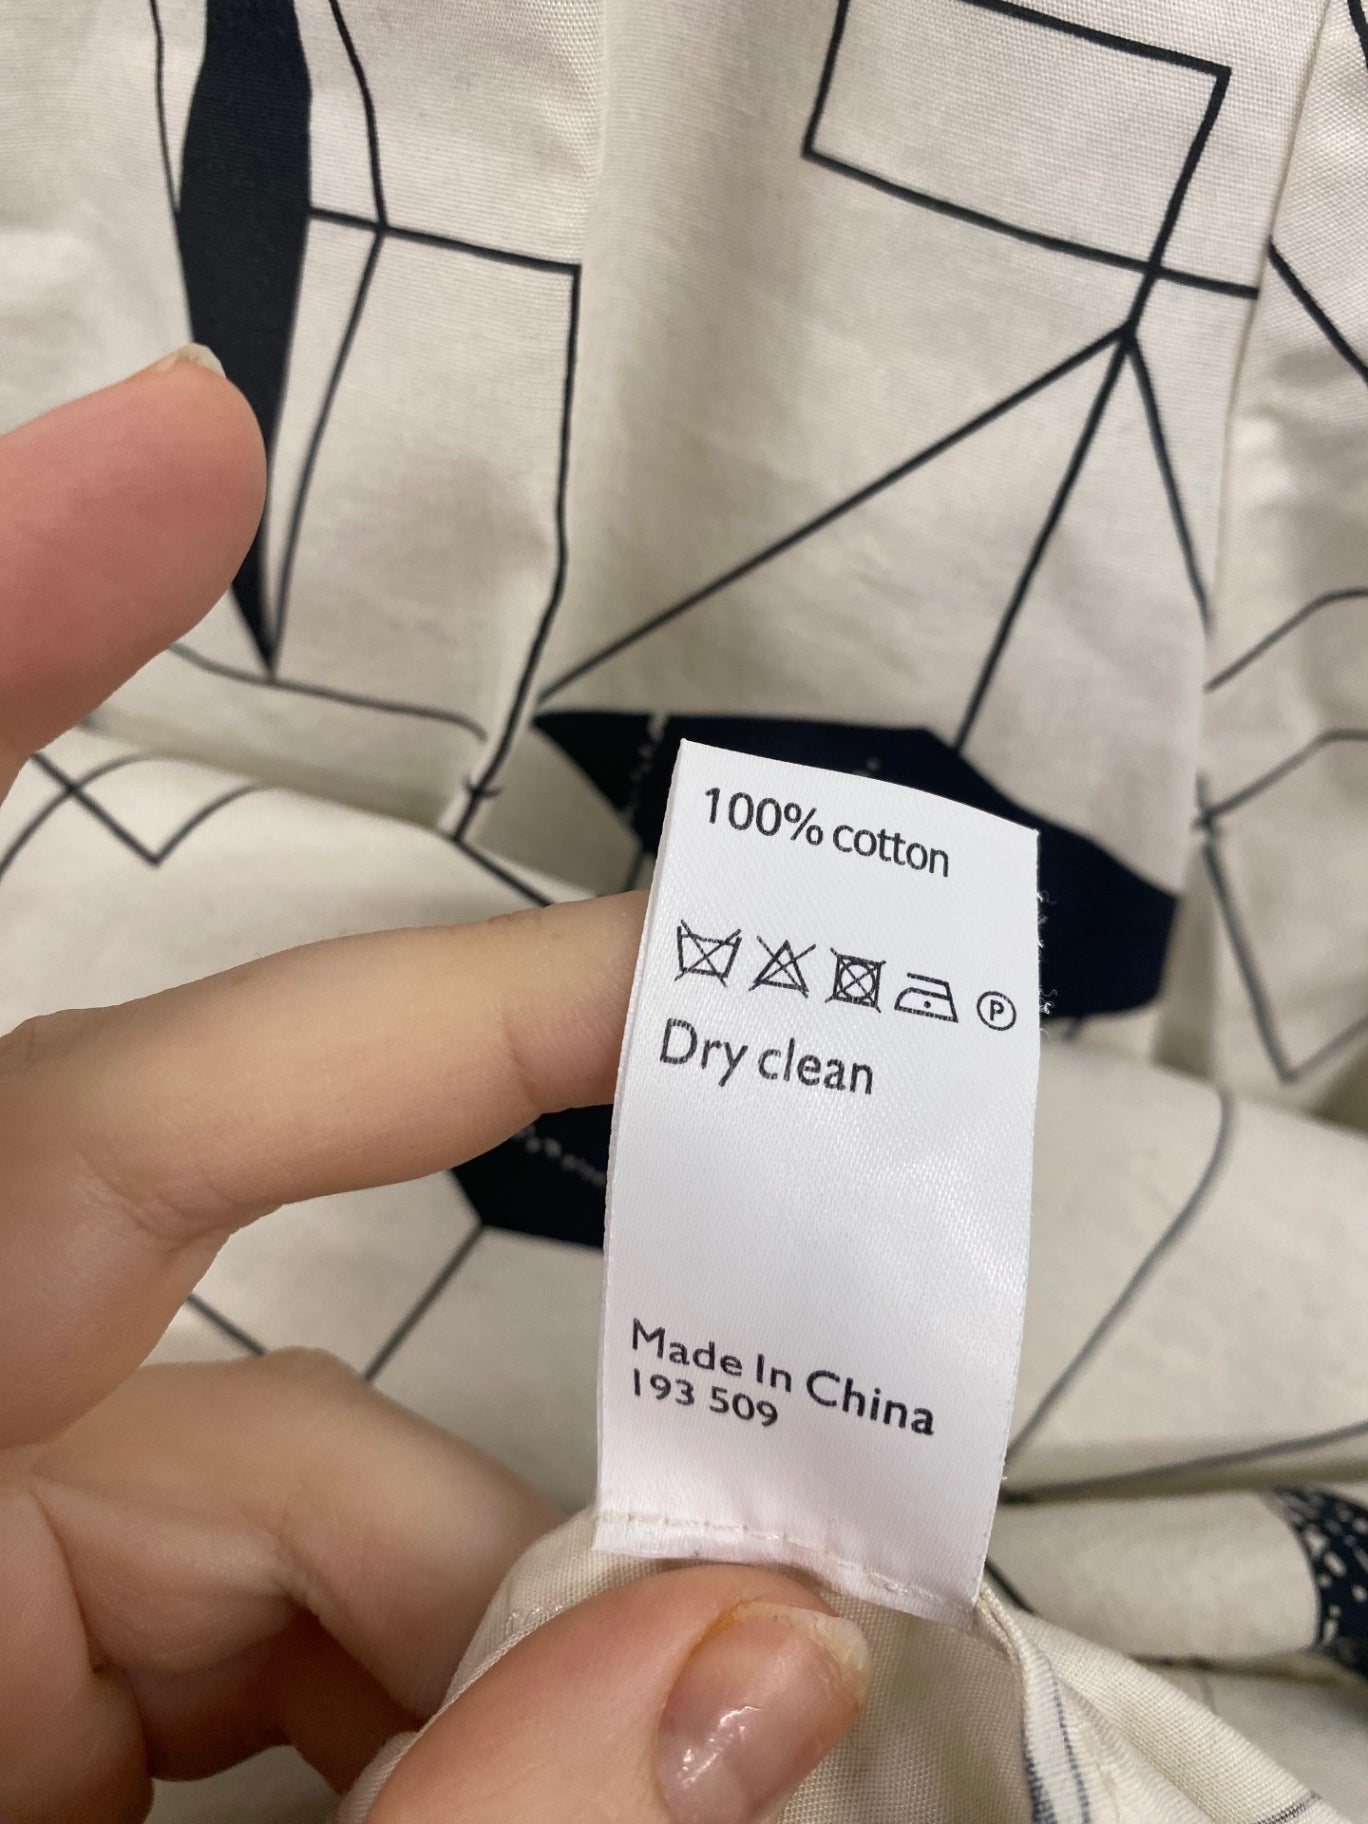 100% cotton
P
Dry clean
Made In China
193 509